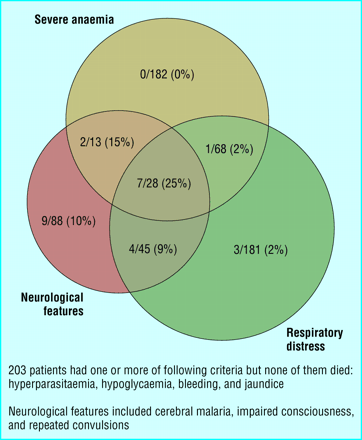 Severe anaemia
0/182 (0%)
2/13 (15%)
1/68 (2%)
7/28 (25%)
9/88 (10%)
4/45 (9%)
3/181 (2%)
Neurological
features
Respiratory
distress
203 patients had one or more of following criteria but none of them died:
hyperparasitaemia, hypoglycaemia, bleeding, and jaundice
Neurological features included cerebral malaria, impaired consciousness,
and repeated convulsions